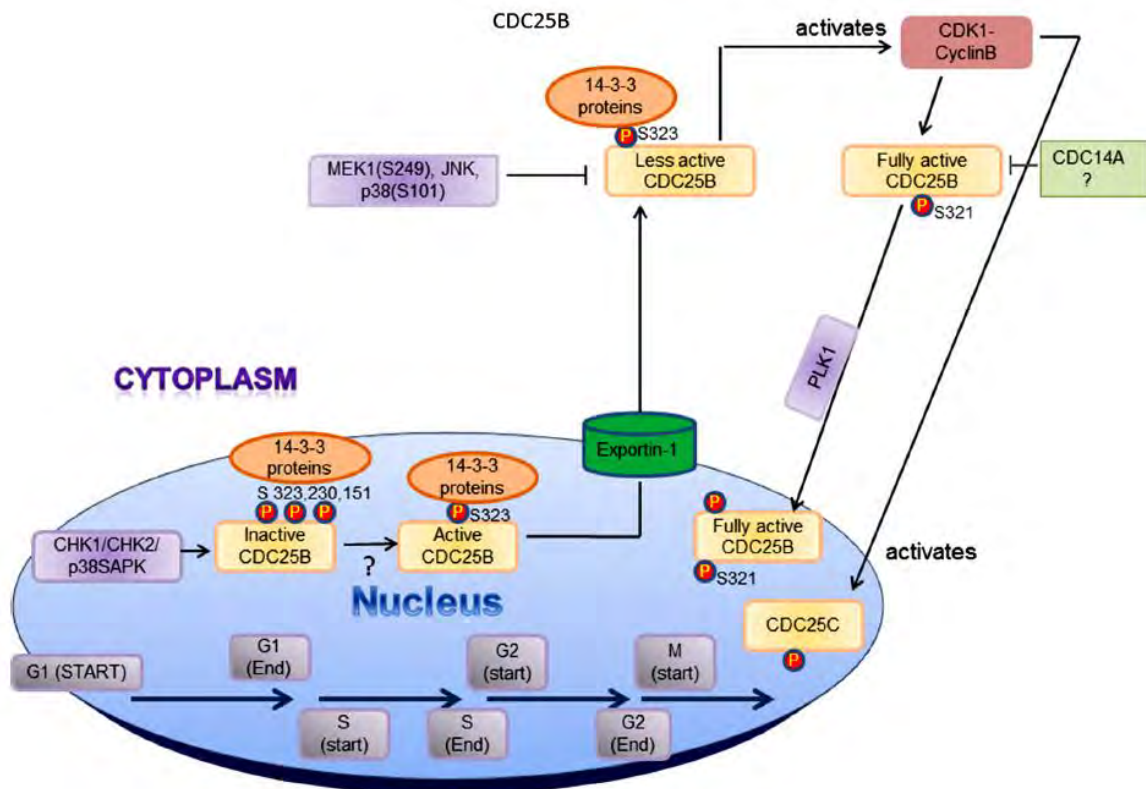 CDC25B
activates
CDK1-
CyclinB
14-3-3
proteins
P
S323
MEK1(S249), JNK,
p38(S101)
Less active
CDC25B
Fully active
CDC25B
P
S321
CDC14A
?
PLK1
CYTOPLASM
Exportin-1
14-3-3
proteins
S 323,230,151
P P P
Inactive
CDC25B
14-3-3
proteins
P
S323
Active
CDC25B
CHK1/CHK2/
p38SAPK
?
P
Fully active
CDC25B
P
S321
activates
Nucleus
CDC25C
P
G1 (START)
G1
(End)
S
(start)
G2
(start)
S
(End)
M
(start)
G2
(End)